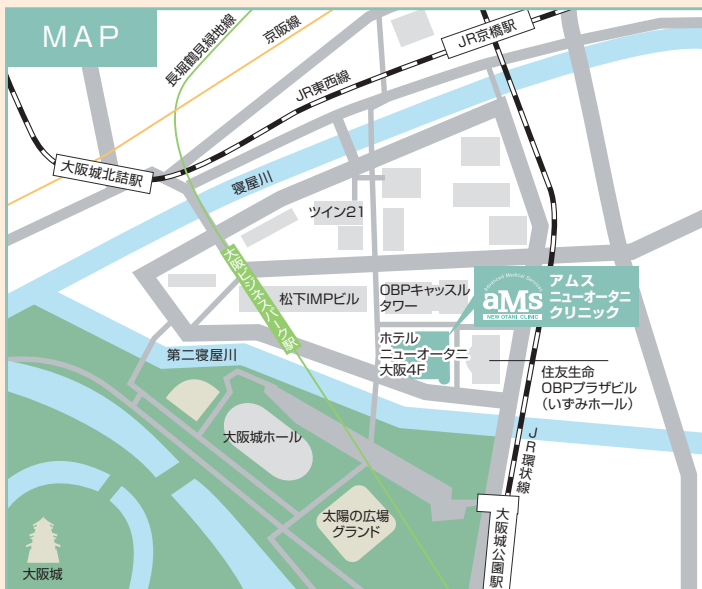 MAP
長堀鶴見緑地線
京阪線
JR京橋駅
JR東西線
大阪城北詰駅
寝屋川
ツイン21
大阪ビジネスパーク駅
松下IMPビル
OBPキャッスル
タワー
Advanced Medical Services
aMs
NEW OTANI CLINIC
アムス
ニューオータニ
クリニック
ホテル
ニューオータニ
大阪4F
第二寝屋川
住友生命
OBPプラザビル
（いずみホール）
大阪城ホール
JR環状線
太陽の広場
グランド
大阪城公園駅
大阪城